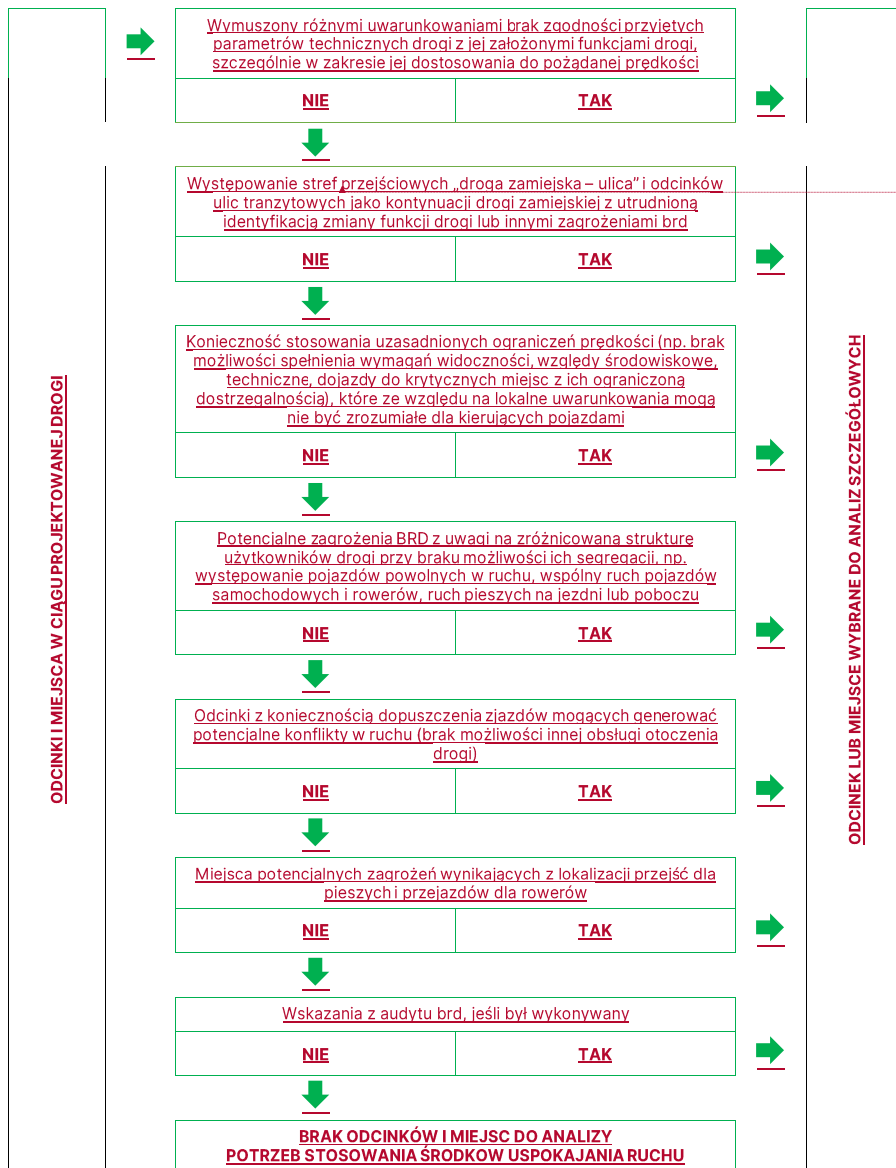 ODCINKI I MIEJSCA W CIĄGU PROJEKTOWANEJ DROGI
Wymuszony różnymi uwarunkowaniami brak zgodności przyjętych
parametrów technicznych drogi z jej założonymi funkcjami drogi,
szczególnie w zakresie jej dostosowania do pożądanej prędkości
NIE TAK
Występowanie stref przejściowych „droga zamiejska – ulica” i odcinków
ulic tranzytowych jako kontynuacji drogi zamiejskiej z utrudnioną
identyfikacją zmiany funkcji drogi lub innymi zagrożeniami brd
NIE TAK
Konieczność stosowania uzasadnionych ograniczeń prędkości (np. brak
możliwości spełnienia wymagań widoczności, względy środowiskowe,
techniczne, dojazdy do krytycznych miejsc z ich ograniczoną
dostrzegalnością), które ze względu na lokalne uwarunkowania mogą
nie być zrozumiałe dla kierujących pojazdami
NIE TAK
Potencjalne zagrożenia BRD z uwagi na zróżnicowaną strukturę
użytkowników drogi przy braku możliwości ich segregacji, np.
występowanie pojazdów powolnych w ruchu, wspólny ruch pojazdów
samochodowych i rowerów, ruch pieszych na jezdni lub poboczu
NIE TAK
Odcinki z koniecznością dopuszczenia zjazdów mogących generować
potencjalne konflikty w ruchu (brak możliwości innej obsługi otoczenia
drogi)
NIE TAK
Miejsca potencjalnych zagrożeń wynikających z lokalizacji przejść dla
pieszych i przejazdów dla rowerów
NIE TAK
Wskazania z audytu brd, jeśli był wykonywany
NIE TAK
BRAK ODCINKÓW I MIEJSC DO ANALIZY
POTRZEB STOSOWANIA ŚRODKOW USPOKAJANIA RUCHU
ODCINEK LUB MIEJSCE WYBRANE DO ANALIZ SZCZEGÓŁOWYCH